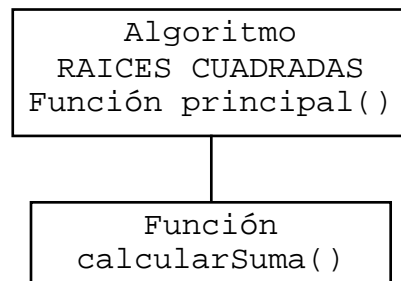 Algoritmo
RAICES CUADRADAS
Función principal()
Función
calcularSuma()